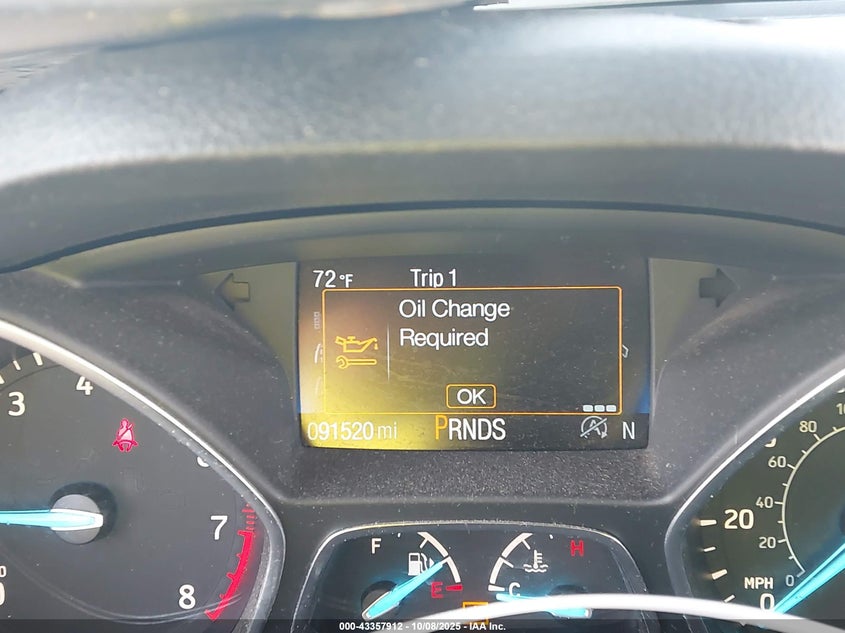 72 °F Trip 1
Oil Change
Required
OK
091520 mi PRNDS N
3 4
7
8
F
E
H
C
20
MPH 0
0 20 40 60 80
000-43357912 - 10/08/2025 - IAA Inc.